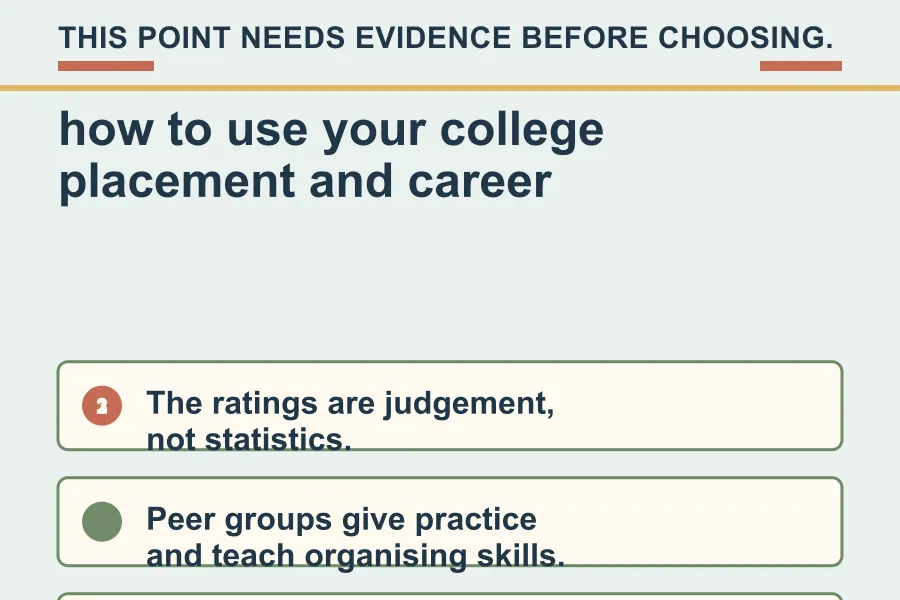 THIS POINT NEEDS EVIDENCE BEFORE CHOOSING.
how to use your college
placement and career
The ratings are judgement,
not statistics.
Peer groups give practice
and teach organising skills.